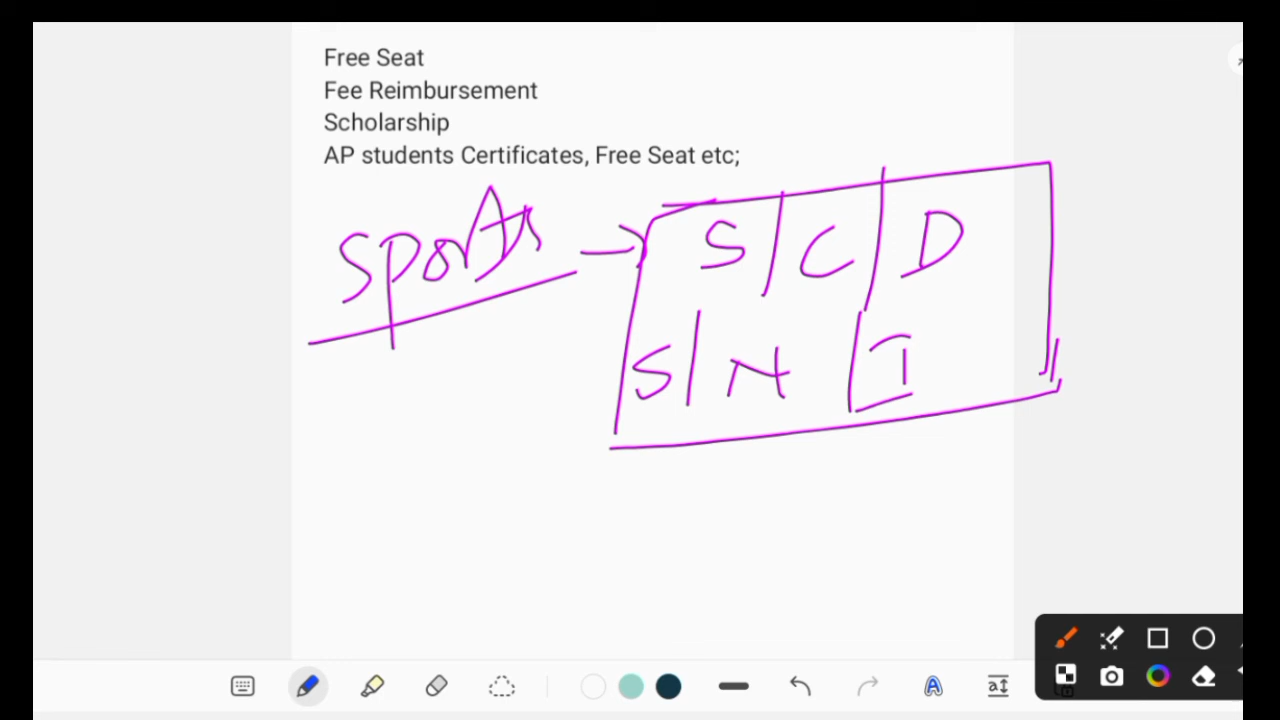 Free Seat
Fee Reimbursement
Scholarship
AP students Certificates, Free Seat etc;
Sports → S | C | D
S | N | I